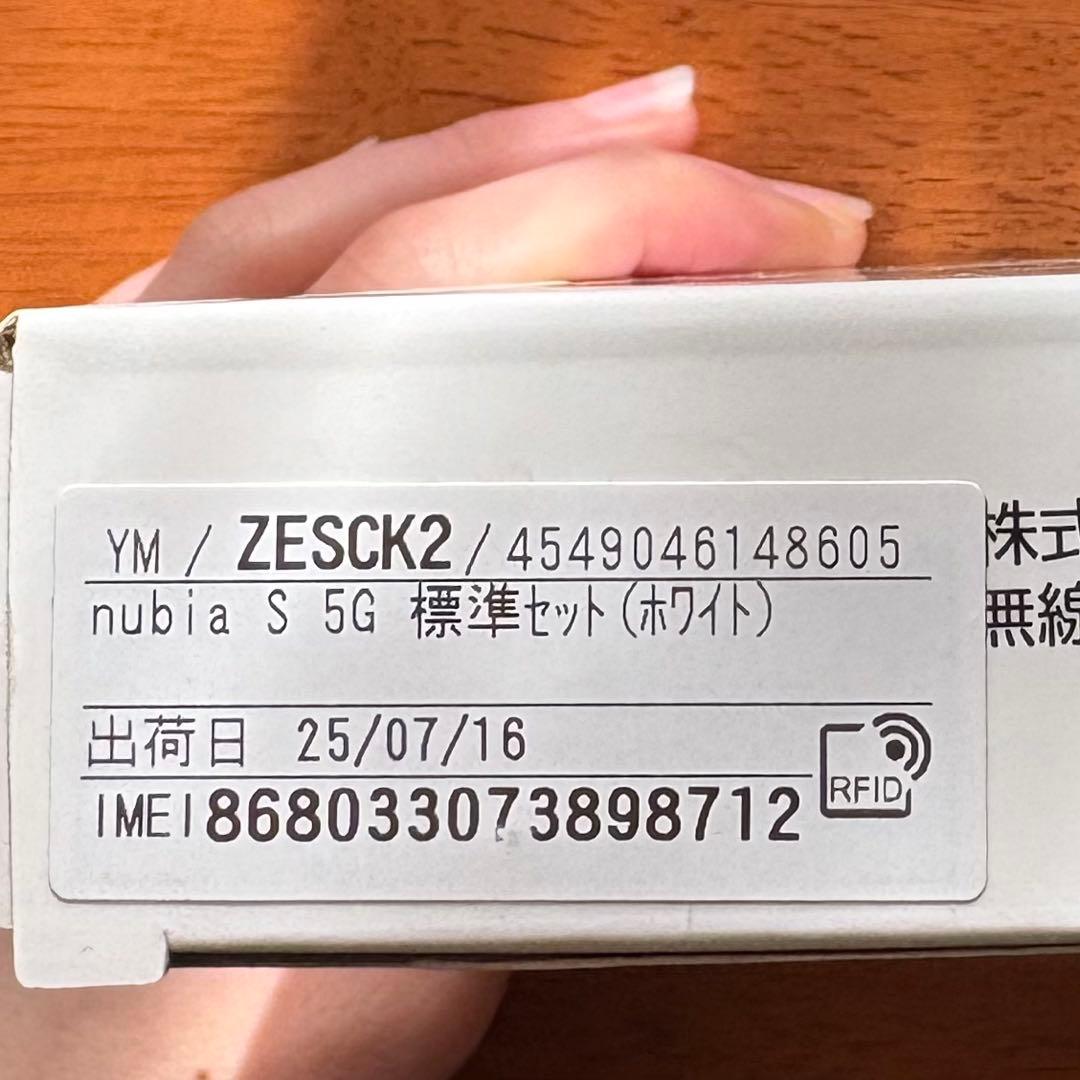 YM / ZESCK2 / 4549046148605
nubia S 5G 標準セット(ホワイト)
出荷日 25/07/16
IMEI 868033073898712
RFID
株式
無線